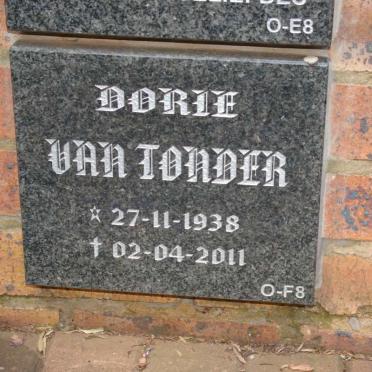 O-E8
DORIE
VAN TONDER
☆ 27-11-1938
† 02-04-2011
O-F8